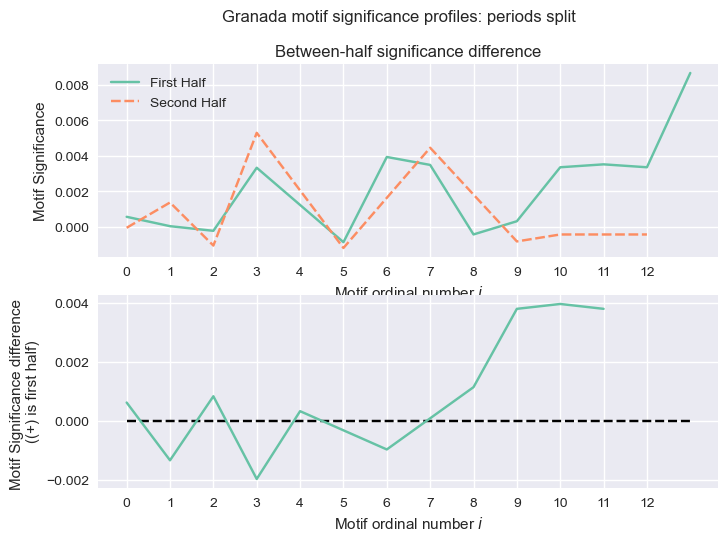 Granada motif significance profiles: periods split
Between-half significance difference
First Half
Second Half
Motif Significance
0.008
0.006
0.004
0.002
0.000
0 1 2 3 4 5 6 7 8 9 10 11 12
Motif ordinal number i
Motif Significance difference
((+) is first half)
0.004
0.002
0.000
−0.002
0 1 2 3 4 5 6 7 8 9 10 11 12
Motif ordinal number i